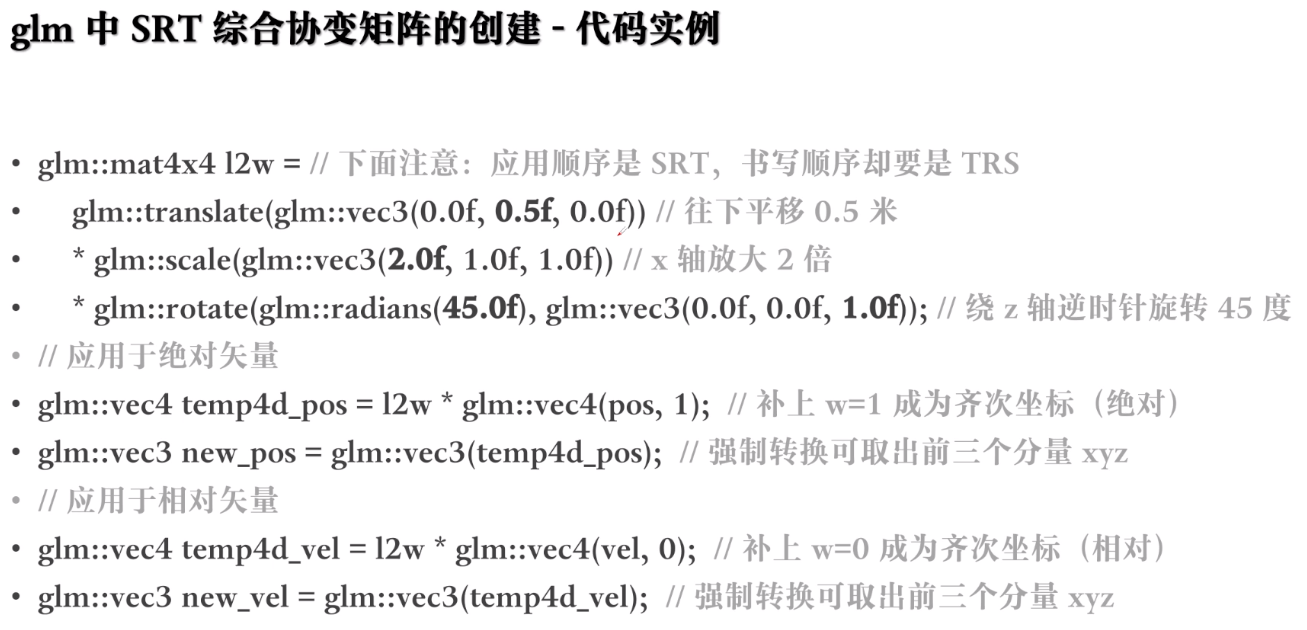 glm 中 SRT 综合协变矩阵的创建 - 代码实例
• glm::mat4x4 l2w = // 下面注意：应用顺序是 SRT，书写顺序却要是 TRS
• glm::translate(glm::vec3(0.0f, 0.5f, 0.0f)) // 往下平移 0.5 米
• * glm::scale(glm::vec3(2.0f, 1.0f, 1.0f)) // x 轴放大 2 倍
• * glm::rotate(glm::radians(45.0f), glm::vec3(0.0f, 0.0f, 1.0f)); // 绕 z 轴逆时针旋转 45 度
• // 应用于绝对矢量
• glm::vec4 temp4d_pos = l2w * glm::vec4(pos, 1); // 补上 w=1 成为齐次坐标（绝对）
• glm::vec3 new_pos = glm::vec3(temp4d_pos); // 强制转换可取出前三个分量 xyz
• // 应用于相对矢量
• glm::vec4 temp4d_vel = l2w * glm::vec4(vel, 0); // 补上 w=0 成为齐次坐标（相对）
• glm::vec3 new_vel = glm::vec3(temp4d_vel); // 强制转换可取出前三个分量 xyz